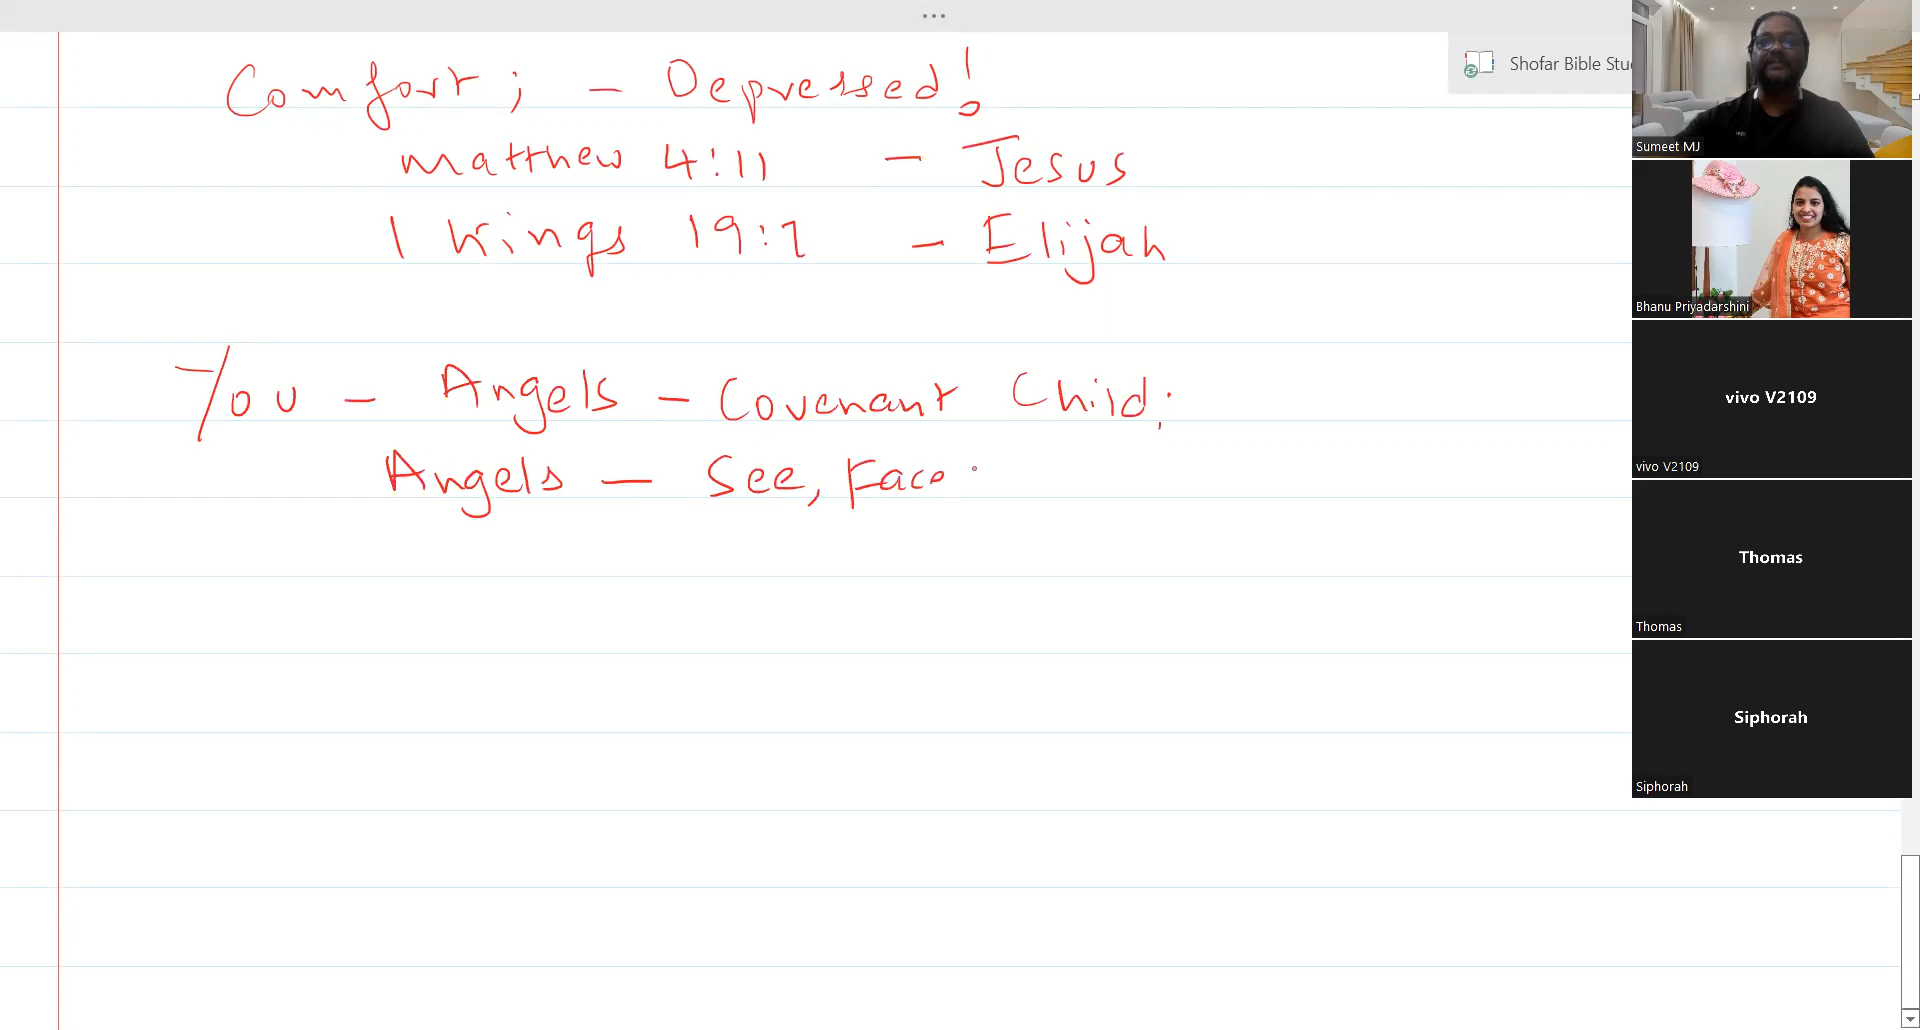 Comfort; - Depressed!
Matthew 4:11 - Jesus
1 Kings 19:7 - Elijah
You - Angels - Covenant Child;
Angels - See, Face
Shofar Bible Stu
Sumeet MJ
Bhanu Priyadarshini
vivo V2109
vivo V2109
Thomas
Thomas
Siphorah
Siphorah